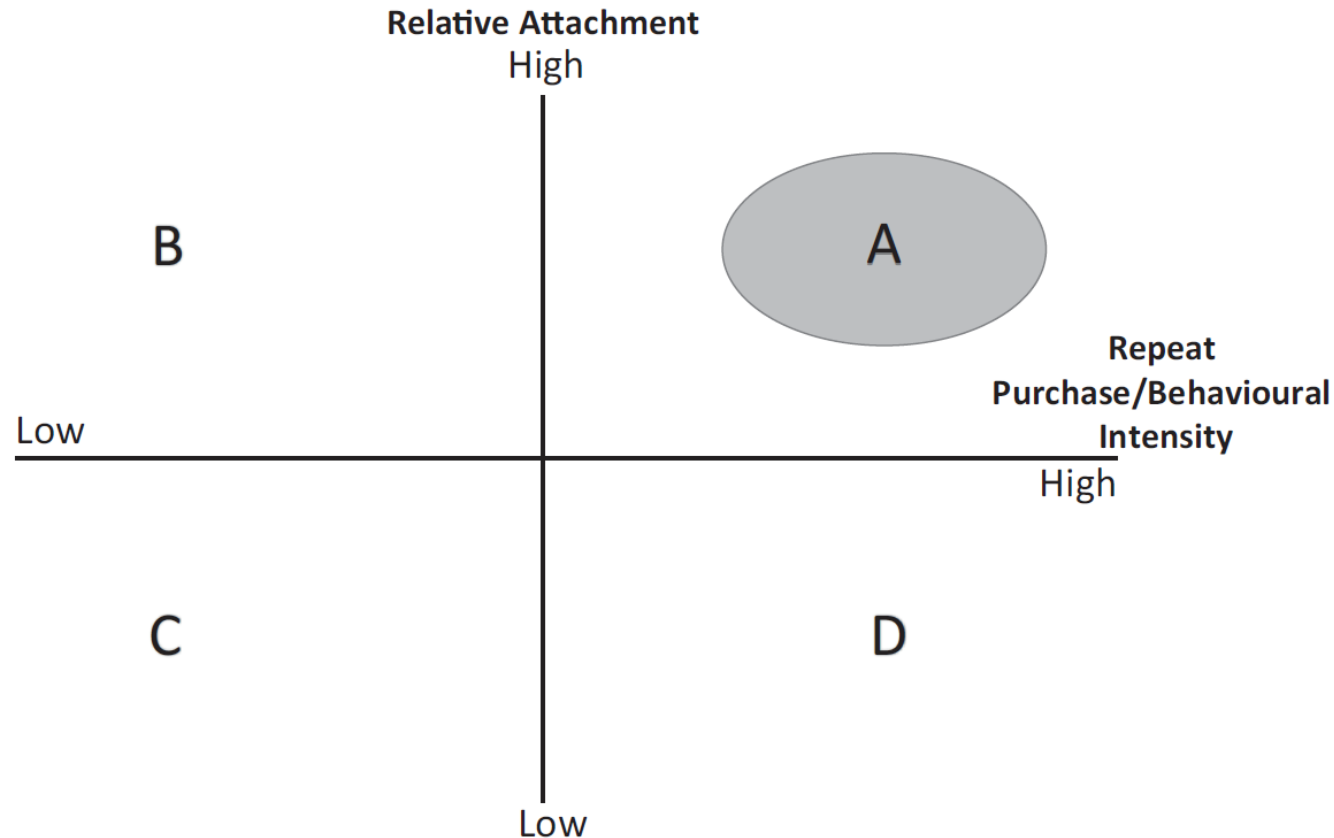 Relative Attachment
High
B
A
Repeat
Purchase/Behavioural
Intensity
Low
High
C
D
Low